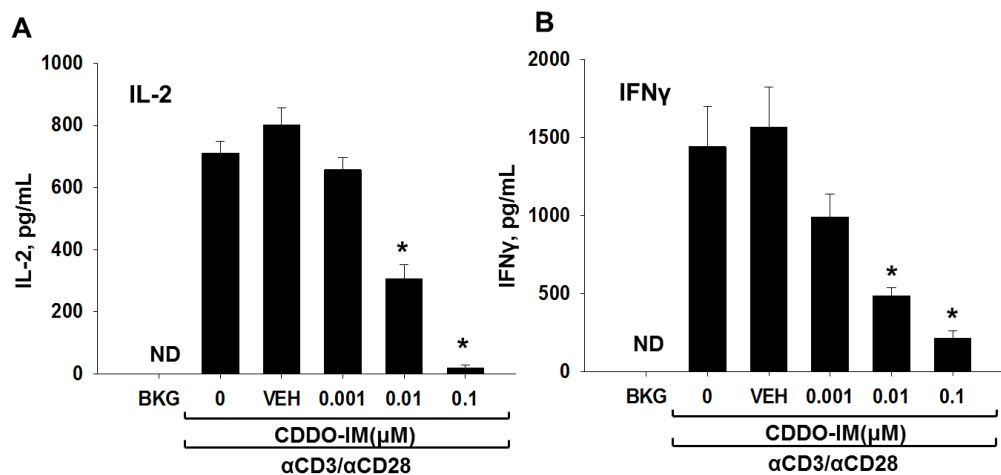 A
IL-2
IL-2, pg/mL
1000
800
600
400
200
0
ND
*
*
BKG 0 VEH 0.001 0.01 0.1
CDDO-IM(μM)
αCD3/αCD28
B
IFNγ
IFNγ, pg/mL
2000
1500
1000
500
0
ND
*
*
BKG 0 VEH 0.001 0.01 0.1
CDDO-IM(μM)
αCD3/αCD28